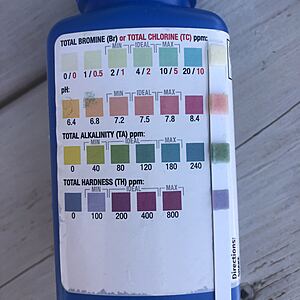 TOTAL BROMINE (Br) or TOTAL CHLORINE (TC) ppm:
MIN IDEAL MAX
0 / 0 1 / 0.5 2 / 1 4 / 2 10 / 5 20 / 10
pH:
MIN IDEAL MAX
6.4 6.8 7.2 7.5 7.8 8.4
TOTAL ALKALINITY (TA) ppm:
MIN IDEAL MAX
0 40 80 120 180 240
TOTAL HARDNESS (TH) ppm:
MIN IDEAL MAX
0 100 200 400 800
Directions: